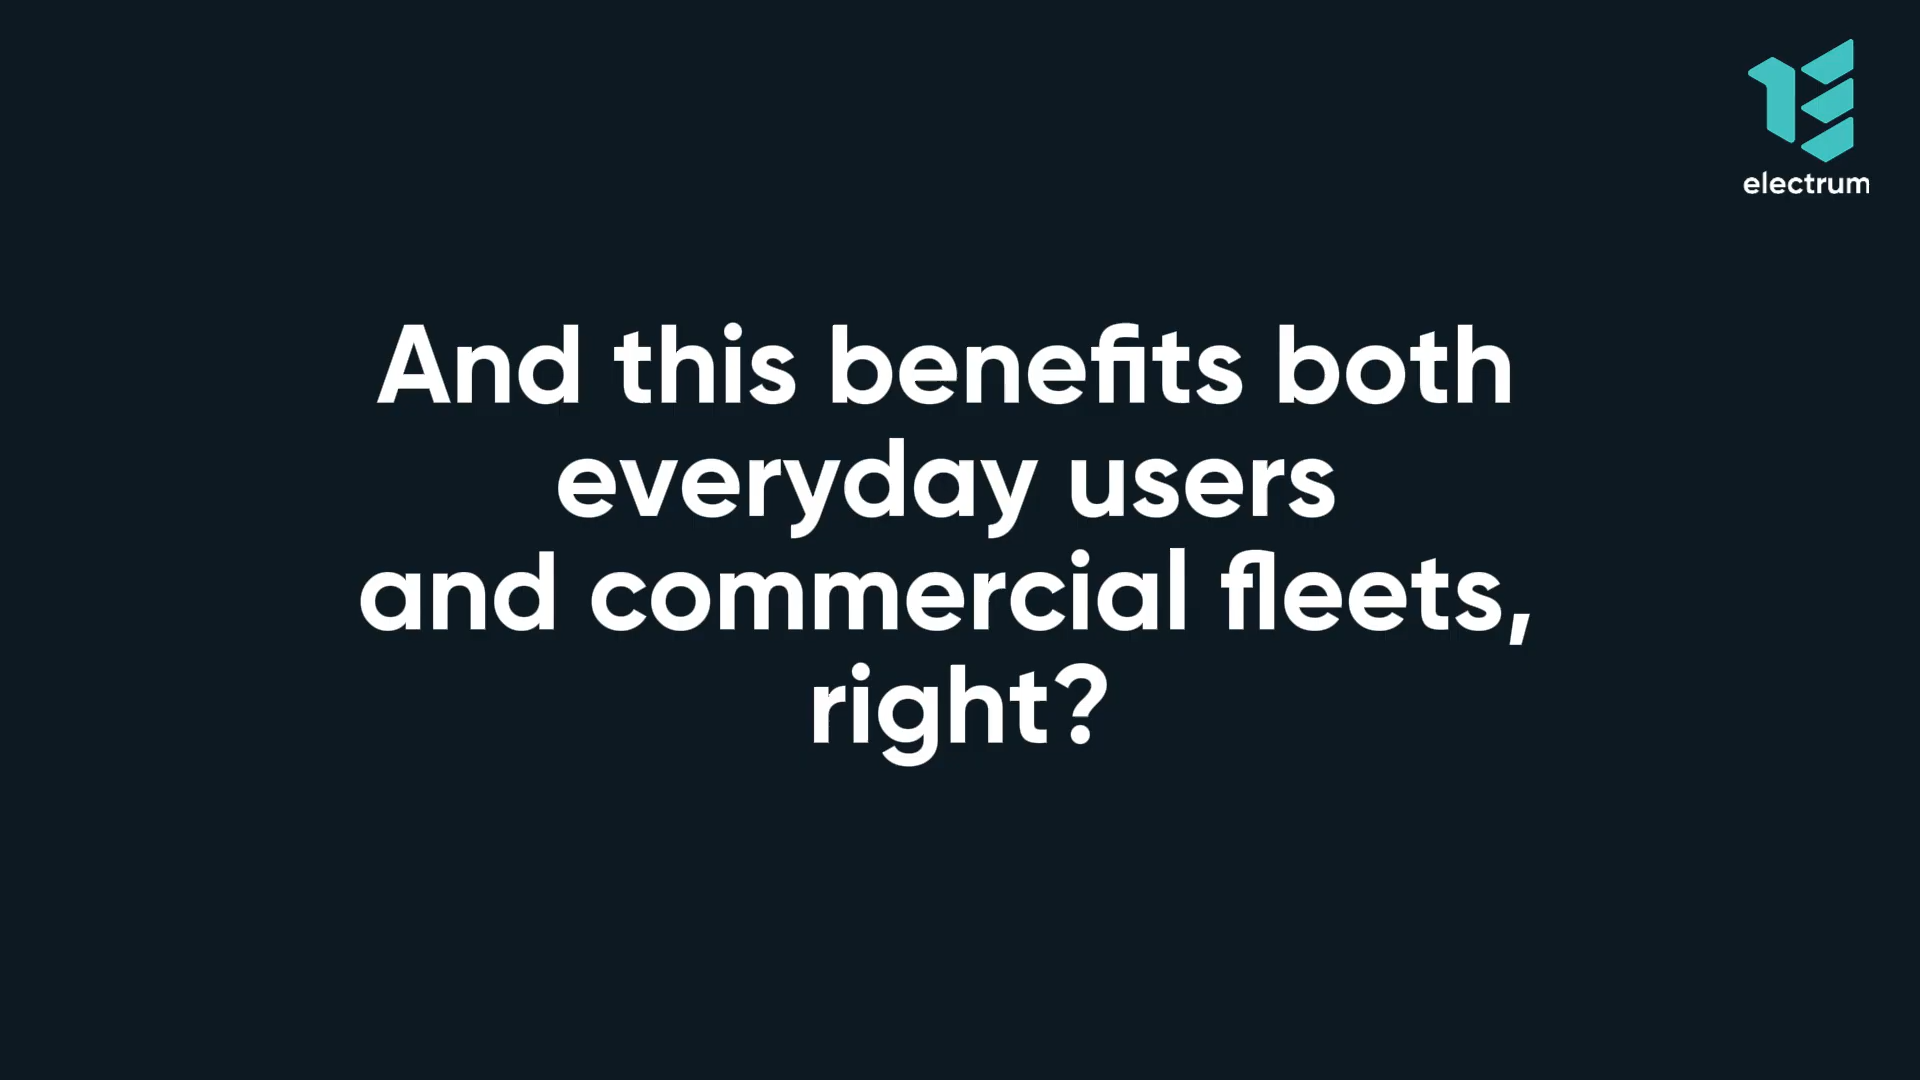 electrum
And this benefits both
everyday users
and commercial fleets,
right?